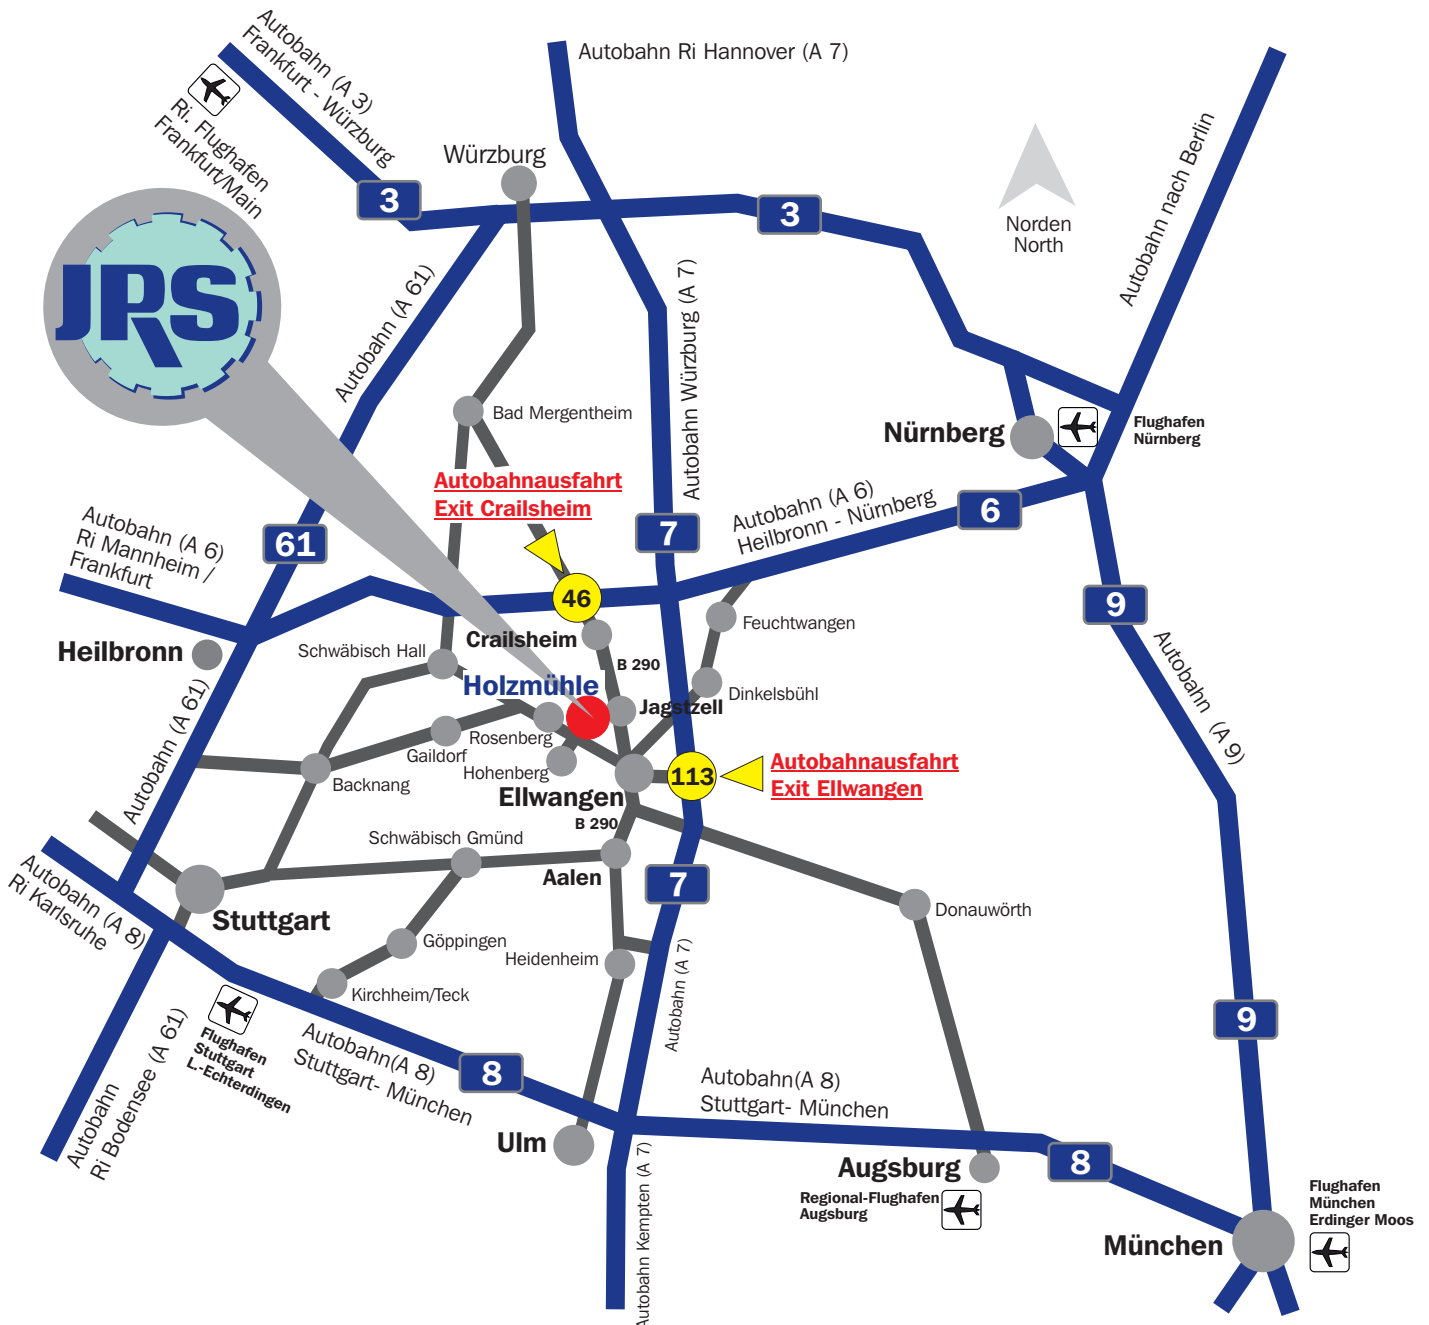 Autobahn (A 3)
Frankfurt - Würzburg
Ri. Flughafen
Frankfurt/Main
Autobahn Ri Hannover (A 7)
Würzburg
3
3
Norden
North
Autobahn nach Berlin
JRS
Autobahn (A 61)
Autobahn Würzburg (A 7)
Bad Mergentheim
Nürnberg
Flughafen
Nürnberg
Autobahnausfahrt
Exit Crailsheim
Autobahn (A 6)
Heilbronn - Nürnberg
6
7
61
Autobahn (A 6)
Ri Mannheim /
Frankfurt
46
9
Heilbronn
Crailsheim
Feuchtwangen
Schwäbisch Hall
B 290
Holzmühle
Dinkelsbühl
Jagstzell
Autobahn (A 61)
Autobahn (A 9)
Rosenberg
Gaildorf
Hohenberg
Backnang
Ellwangen
113
Autobahnausfahrt
Exit Ellwangen
B 290
Schwäbisch Gmünd
Aalen
7
Autobahn (A 8)
Ri Karlsruhe
Stuttgart
Donauwörth
Göppingen
Heidenheim
Kirchheim/Teck
Autobahn (A 7)
9
Flughafen
Stuttgart
L.-Echterdingen
Autobahn
Ri Bodensee (A 61)
Autobahn(A 8)
Stuttgart- München
8
Autobahn(A 8)
Stuttgart- München
Ulm
Autobahn Kempten (A 7)
Augsburg
8
Regional-Flughafen
Augsburg
München
Flughafen
München
Erdinger Moos